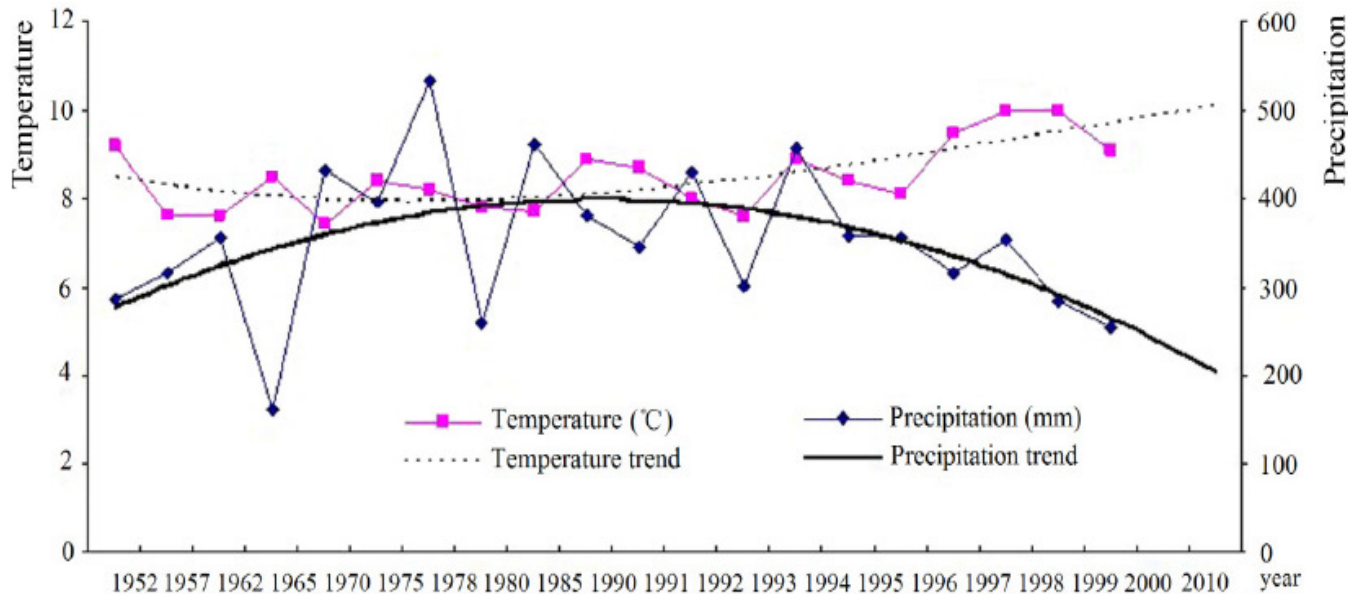 Temperature
12
10
8
6
4
2
0
Precipitation
600
500
400
300
200
100
0
Temperature (℃)
Precipitation (mm)
Temperature trend
Precipitation trend
1952 1957 1962 1965 1970 1975 1978 1980 1985 1990 1991 1992 1993 1994 1995 1996 1997 1998 1999 2000 2010 year